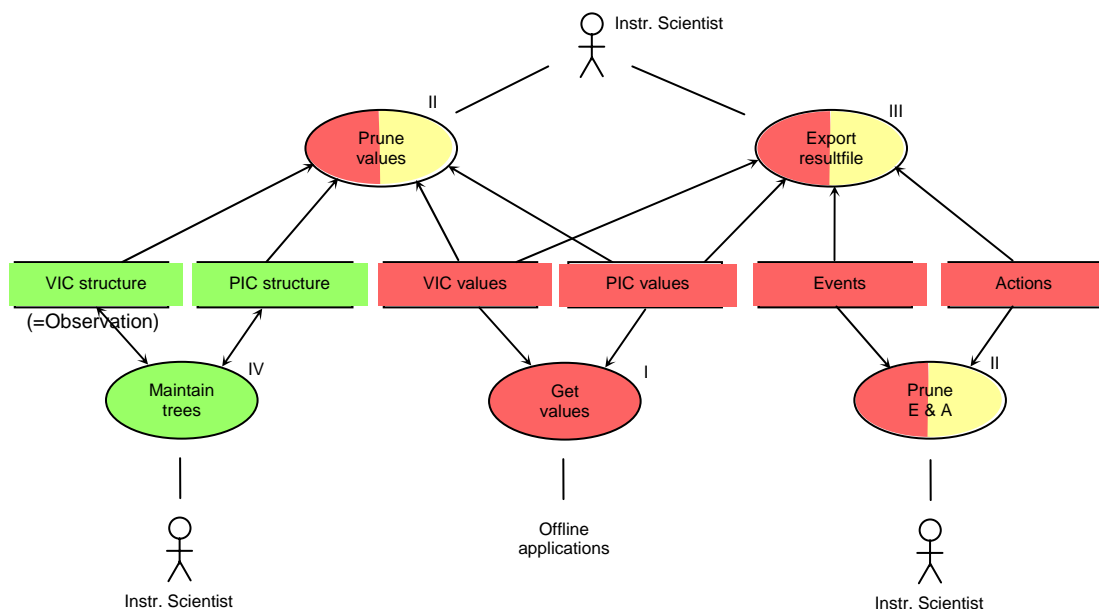 Instr. Scientist
II
III
Prune
values
Export
resultfile
VIC structure
PIC structure
VIC values
PIC values
Events
Actions
(=Observation)
IV
I
II
Maintain
trees
Get
values
Prune
E & A
Offline
applications
Instr. Scientist
Instr. Scientist